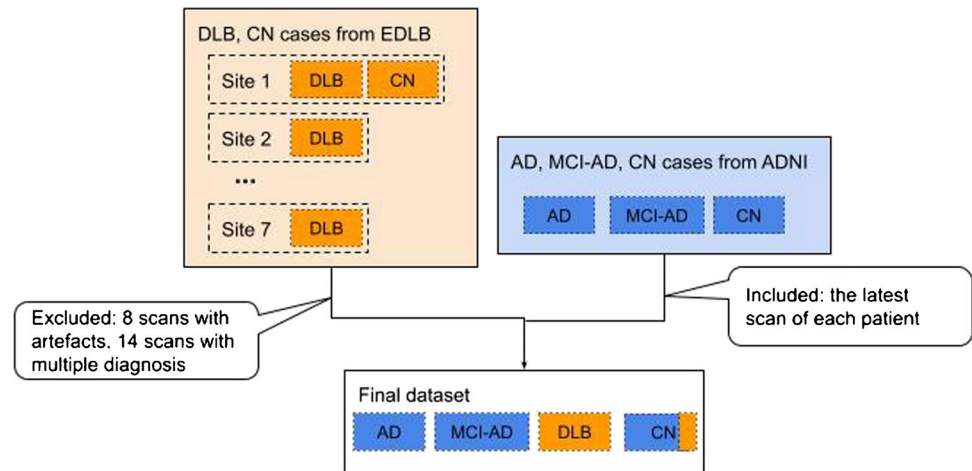 DLB, CN cases from EDLB
Site 1 DLB CN
Site 2 DLB
...
Site 7 DLB
AD, MCI-AD, CN cases from ADNI
AD MCI-AD CN
Excluded: 8 scans with
artefacts, 14 scans with
multiple diagnosis
Included: the latest
scan of each patient
Final dataset
AD MCI-AD DLB CN